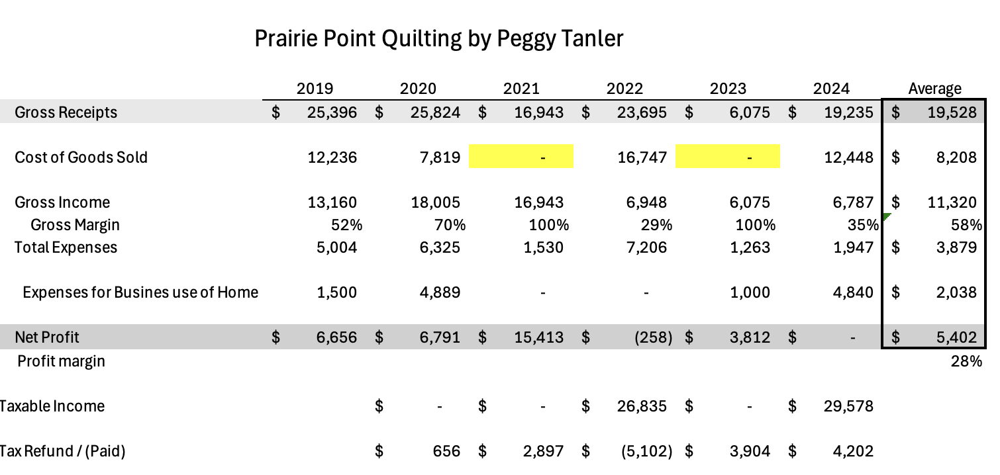 Prairie Point Quilting by Peggy Tanler
2019 2020 2021 2022 2023 2024 Average
Gross Receipts $ 25,396 $ 25,824 $ 16,943 $ 23,695 $ 6,075 $ 19,235 $ 19,528
Cost of Goods Sold 12,236 7,819 - 16,747 - 12,448 $ 8,208
Gross Income 13,160 18,005 16,943 6,948 6,075 6,787 $ 11,320
Gross Margin 52% 70% 100% 29% 100% 35% 58%
Total Expenses 5,004 6,325 1,530 7,206 1,263 1,947 $ 3,879
Expenses for Busines use of Home 1,500 4,889 - - 1,000 4,840 $ 2,038
Net Profit $ 6,656 $ 6,791 $ 15,413 $ (258) $ 3,812 $ - $ 5,402
Profit margin 28%
Taxable Income $ - $ - $ 26,835 $ - $ 29,578
Tax Refund / (Paid) $ 656 $ 2,897 $ (5,102) $ 3,904 $ 4,202